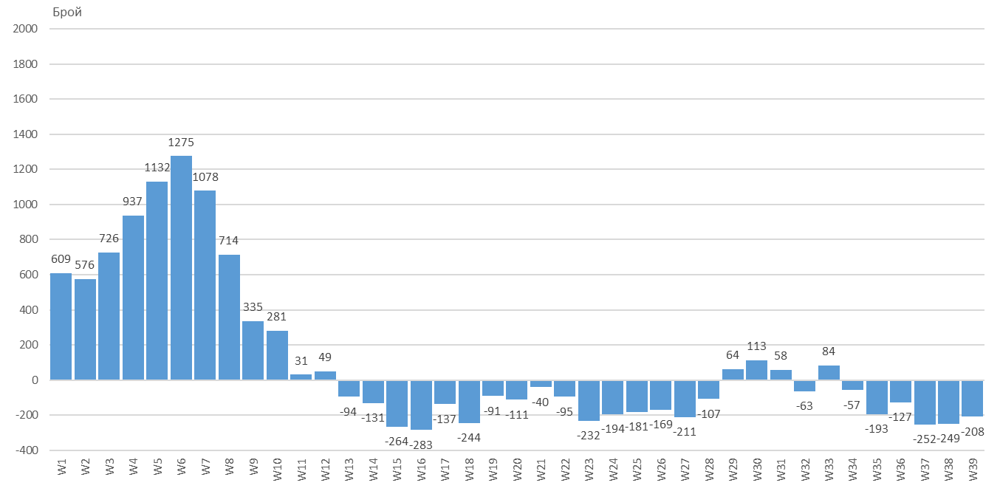 Брой
2000
1800
1600
1400
1200
1000
800
600
400
200
0
-200
-400
609
576
726
937
1132
1275
1078
714
335
281
31
49
-94
-131
-264
-283
-137
-244
-91
-111
-40
-95
-232
-194
-181
-169
-211
-107
64
113
58
-63
84
-57
-193
-127
-252
-249
-208
W1
W2
W3
W4
W5
W6
W7
W8
W9
W10
W11
W12
W13
W14
W15
W16
W17
W18
W19
W20
W21
W22
W23
W24
W25
W26
W27
W28
W29
W30
W31
W32
W33
W34
W35
W36
W37
W38
W39